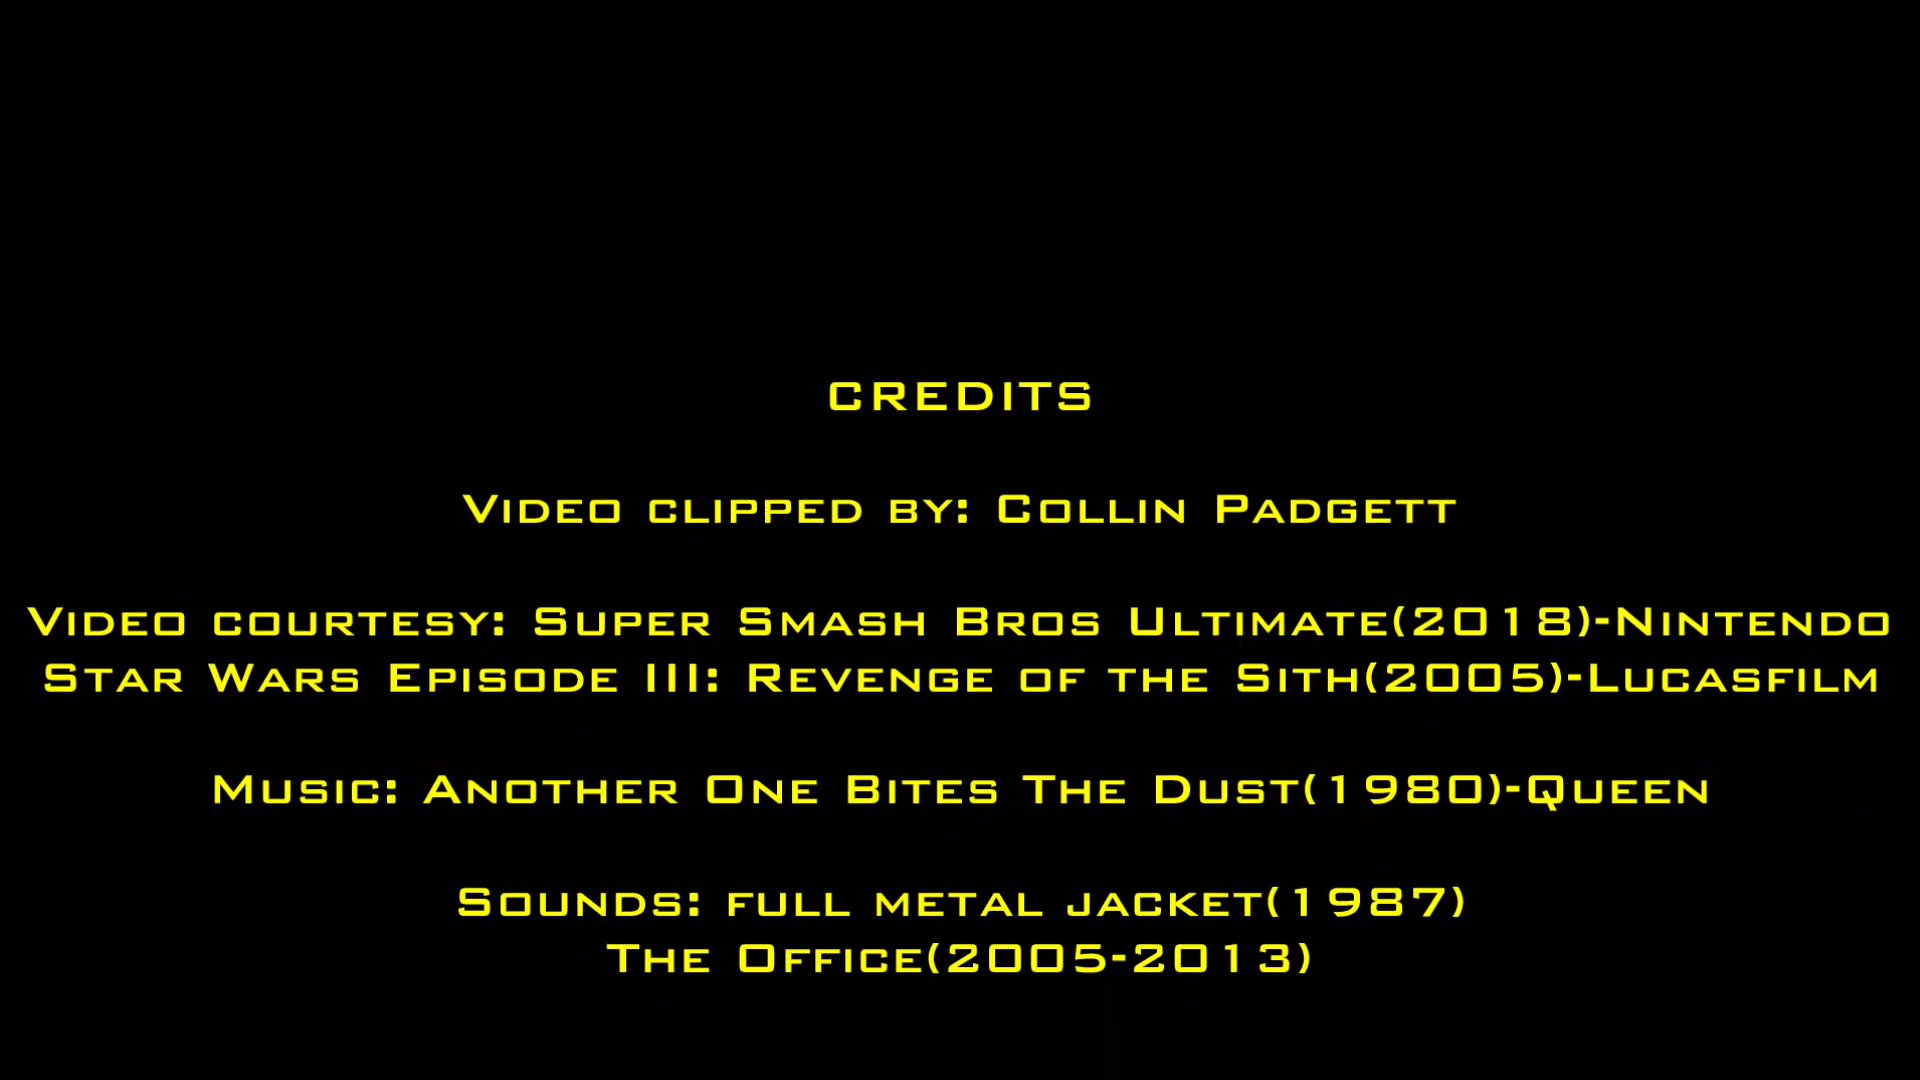 CREDITS
Video clipped by: Collin Padgett
Video courtesy: Super Smash Bros Ultimate(2018)-Nintendo
Star Wars Episode III: Revenge of the Sith(2005)-Lucasfilm
Music: Another One Bites The Dust(1980)-Queen
Sounds: full metal jacket(1987)
The Office(2005-2013)